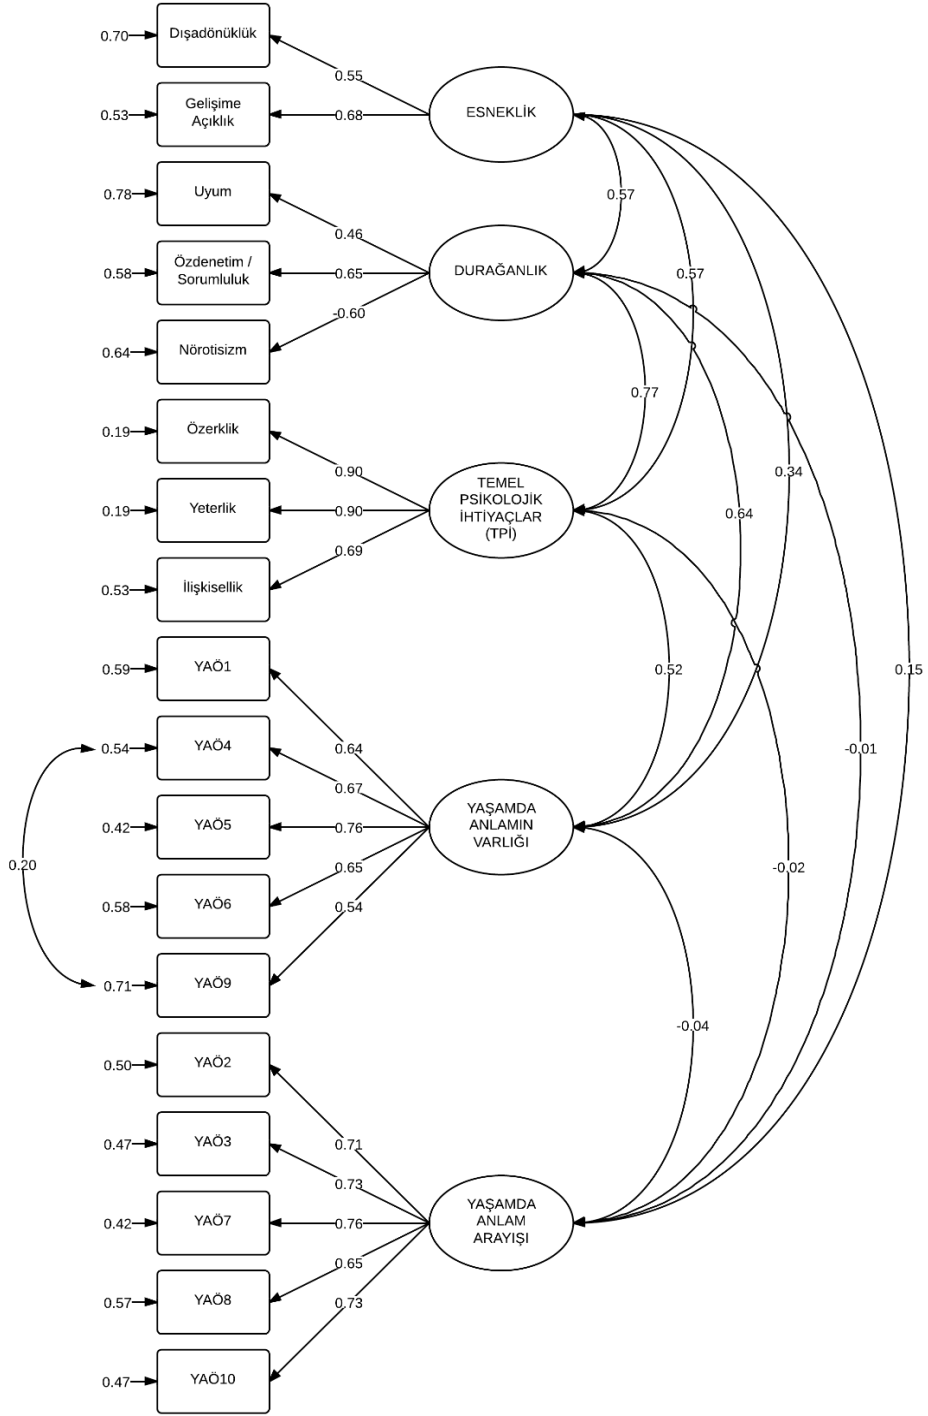 0.70
Dışadönüklük
0.55
ESNEKLİK
0.53
Gelişime
Açıklık
0.68
0.78
Uyum
0.57
0.46
0.58
Özdenetim /
Sorumluluk
0.65
DURAĞANLIK
0.57
-0.60
0.64
Nörotisizm
0.77
0.19
Özerklik
0.90
0.34
0.19
Yeterlik
0.90
TEMEL
PSİKOLOJİK
İHTİYAÇLAR
(TPİ)
0.64
0.69
0.53
İlişkisellik
0.59
YAÖ1
0.52
0.15
0.64
0.54
YAÖ4
-0.01
0.67
0.42
YAÖ5
0.76
YAŞAMDA
ANLAMIN
VARLIĞI
0.20
0.65
-0.02
0.58
YAÖ6
0.54
0.71
YAÖ9
-0.04
0.50
YAÖ2
0.71
0.47
YAÖ3
0.73
0.42
YAÖ7
0.76
YAŞAMDA
ANLAM
ARAYIŞI
0.65
0.57
YAÖ8
0.73
0.47
YAÖ10